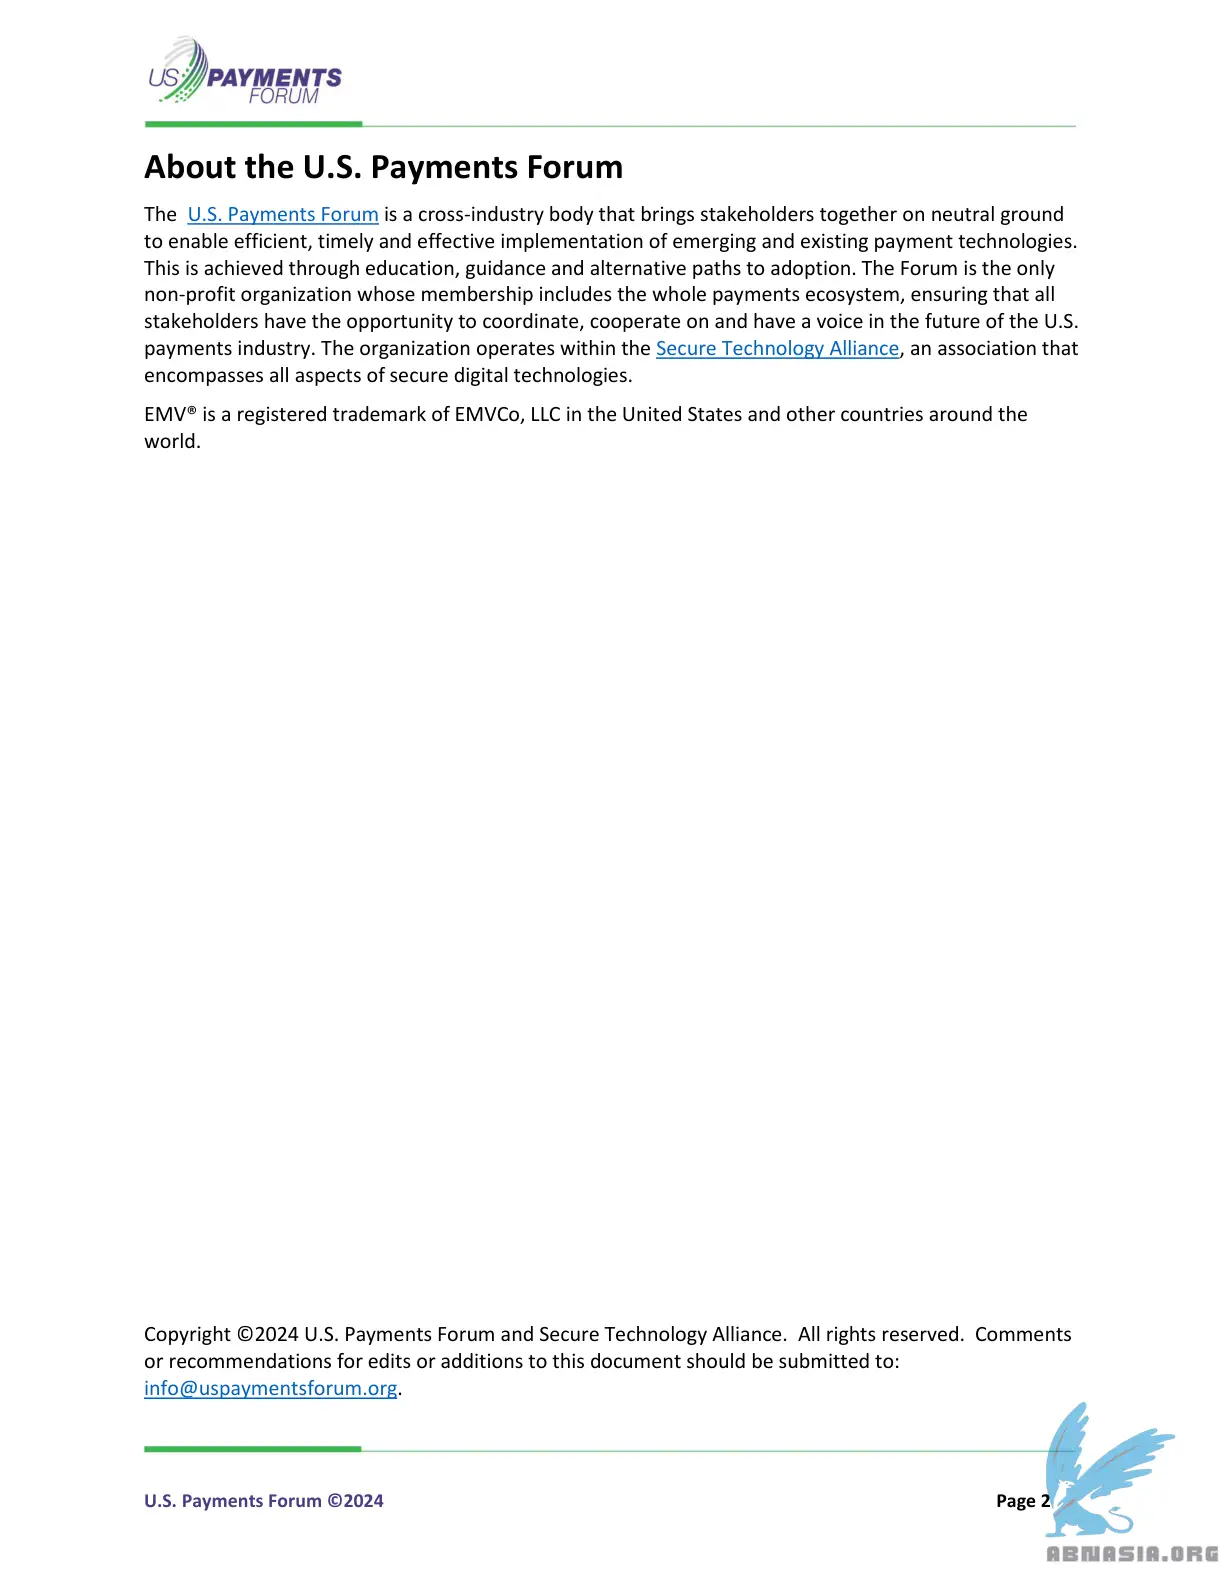 US PAYMENTS
FORUM
About the U.S. Payments Forum
The  U.S. Payments Forum is a cross-industry body that brings stakeholders together on neutral ground
to enable efficient, timely and effective implementation of emerging and existing payment technologies.
This is achieved through education, guidance and alternative paths to adoption. The Forum is the only
non-profit organization whose membership includes the whole payments ecosystem, ensuring that all
stakeholders have the opportunity to coordinate, cooperate on and have a voice in the future of the U.S.
payments industry. The organization operates within the Secure Technology Alliance, an association that
encompasses all aspects of secure digital technologies.
EMV® is a registered trademark of EMVCo, LLC in the United States and other countries around the
world.
Copyright ©2024 U.S. Payments Forum and Secure Technology Alliance.  All rights reserved.  Comments
or recommendations for edits or additions to this document should be submitted to:
info@uspaymentsforum.org.
U.S. Payments Forum ©2024 Page 2
ABNASIA.ORG